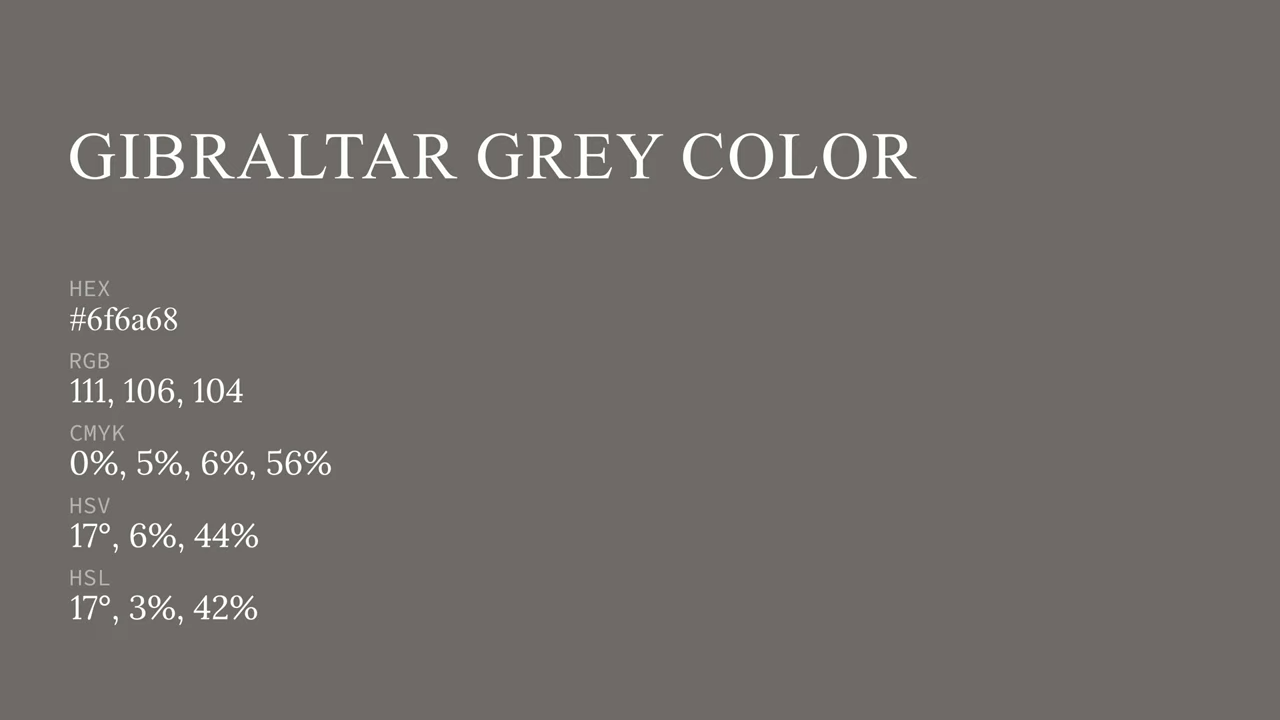 GIBRALTAR GREY COLOR
HEX
#6f6a68
RGB
111, 106, 104
CMYK
0%, 5%, 6%, 56%
HSV
17°, 6%, 44%
HSL
17°, 3%, 42%